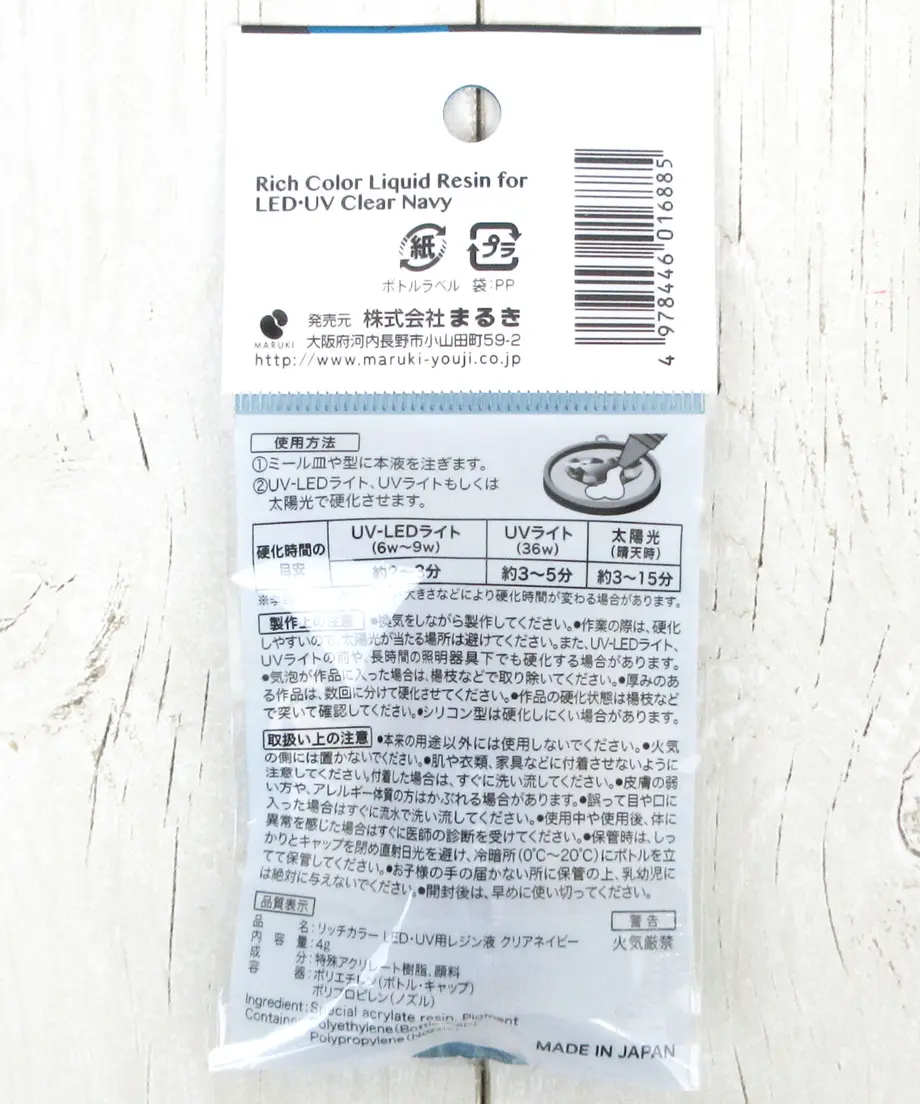 Rich Color Liquid Resin for
LED·UV Clear Navy
紙
プラ
ボトルラベル 袋:PP
MARUKI
発売元 株式会社まるき
大阪府河内長野市小山田町59-2
http://www.maruki-youji.co.jp
4 978446 016885
使用方法
①ミール皿や型に本液を注ぎます。
②UV-LEDライト、UVライトもしくは
太陽光で硬化させます。
硬化時間の目安
UV-LEDライト
(6w〜9w)
UVライト
(36w)
太陽光
(晴天時)
約2〜3分
約3〜5分
約3〜15分
大きさなどにより硬化時間が変わる場合があります。
製作上の注意 ●換気をしながら製作してください。●作業の際は、硬化
しやすいので、太陽光が当たる場所は避けてください。また、UV-LEDライト、
UVライトの前や、長時間の照明器具下でも硬化する場合があります。
●気泡が作品に入った場合は、楊枝などで取り除いてください。●厚みのあ
る作品は、数回に分けて硬化させてください。●作品の硬化状態は楊枝など
で突いて確認してください。●シリコン型は硬化しにくい場合があります。
取扱い上の注意 ●本来の用途以外には使用しないでください。●火気
の側には置かないでください。●肌や衣類、家具などに付着させないように
注意してください。付着した場合は、すぐに洗い流してください。●皮膚の弱
い方や、アレルギー体質の方はかぶれる場合があります。●誤って目や口に
入った場合はすぐに流水で洗い流してください。●使用中や使用後、体に
異常を感じた場合はすぐに医師の診断を受けてください。●保管時は、しっ
かりとキャップを閉め直射日光を避け、冷暗所(0℃〜20℃)にボトルを立
てて保管してください。●お子様の手の届かない所に保管の上、乳幼児に
は絶対に与えないでください。●開封後は、早めに使い切ってください。
品質表示
品 名:リッチカラー LED·UV用レジン液 クリアネイビー
内容量:4g
成 分:特殊アクリレート樹脂、顔料
容 器:ポリエチレン(ボトル·キャップ)
ポリプロピレン(ノズル)
警告
火気厳禁
Ingredient:Special acrylate resin, Pigment
Container:Polyethylene(Bottle, Cap)
Polypropylene(Nozzle)
MADE IN JAPAN